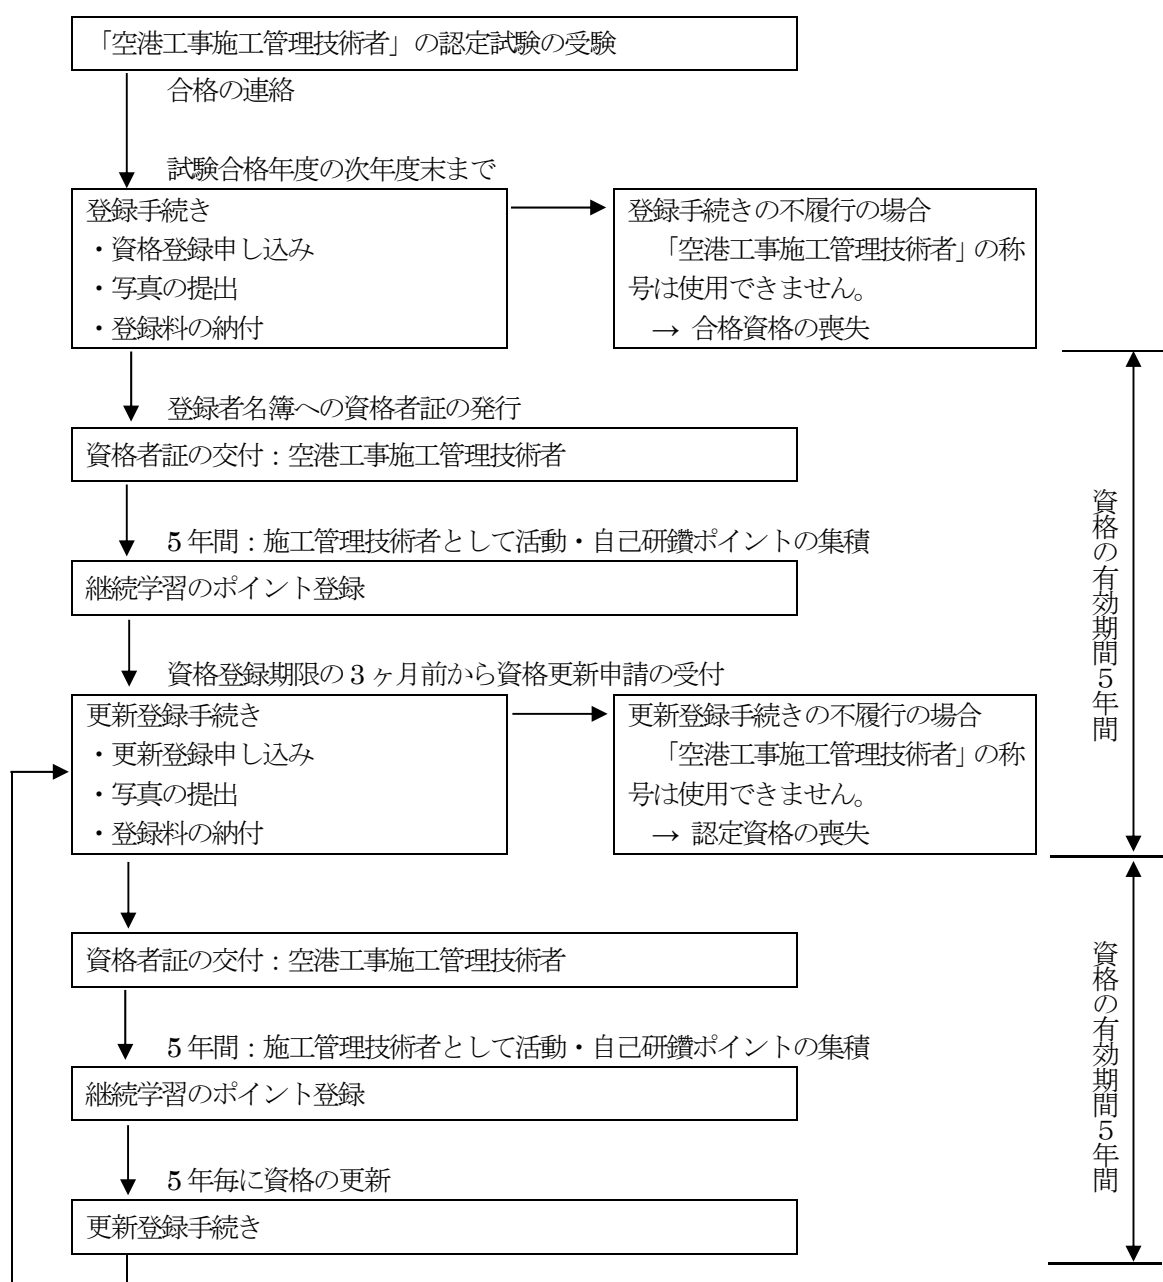 「空港工事施工管理技術者」の認定試験の受験
合格の連絡
試験合格年度の次年度末まで
登録手続き
・資格登録申し込み
・写真の提出
・登録料の納付
登録手続きの不履行の場合
「空港工事施工管理技術者」の称
号は使用できません。
→ 合格資格の喪失
登録者名簿への資格者証の発行
資格者証の交付：空港工事施工管理技術者
5年間：施工管理技術者として活動・自己研鑽ポイントの集積
継続学習のポイント登録
資格登録期限の3ヶ月前から資格更新申請の受付
更新登録手続き
・更新登録申し込み
・写真の提出
・登録料の納付
更新登録手続きの不履行の場合
「空港工事施工管理技術者」の称
号は使用できません。
→ 認定資格の喪失
資格の有効期間５年間
資格者証の交付：空港工事施工管理技術者
5年間：施工管理技術者として活動・自己研鑽ポイントの集積
継続学習のポイント登録
5年毎に資格の更新
更新登録手続き
資格の有効期間５年間